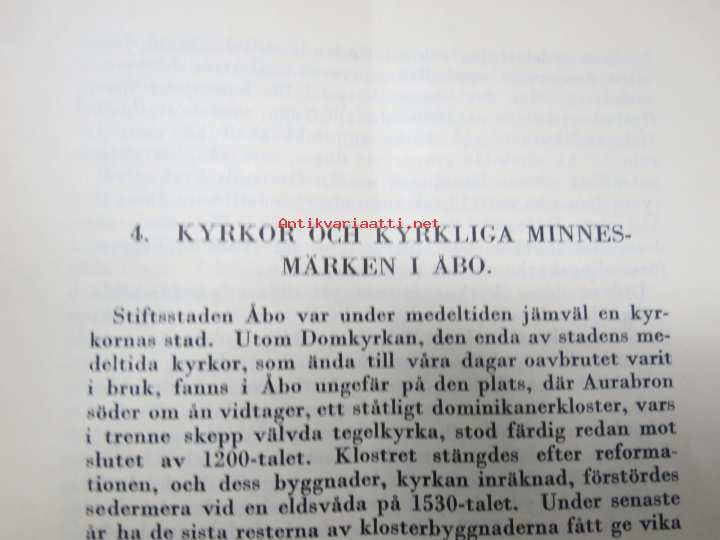 Antikvariaatti.net
4. KYRKOR OCH KYRKLIGA MINNES-
MÄRKEN I ÅBO.
Stiftsstaden Åbo var under medeltiden jämväl en kyr-
kornas stad. Utom Domkyrkan, den enda av stadens me-
deltida kyrkor, som ända till våra dagar oavbrutet varit
i bruk, fanns i Åbo ungefär på den plats, där Aurabron
söder om ån vidtager, ett ståtligt dominikanerkloster, vars
i trenne skepp välvda tegelkyrka, stod färdig redan mot
slutet av 1200-talet. Klostret stängdes efter reforma-
tionen, och dess byggnader, kyrkan inräknad, förstördes
sedermera vid en eldsvåda på 1530-talet. Under senaste
år ha de sista resterna av klosterbyggnaderna fått ge vika